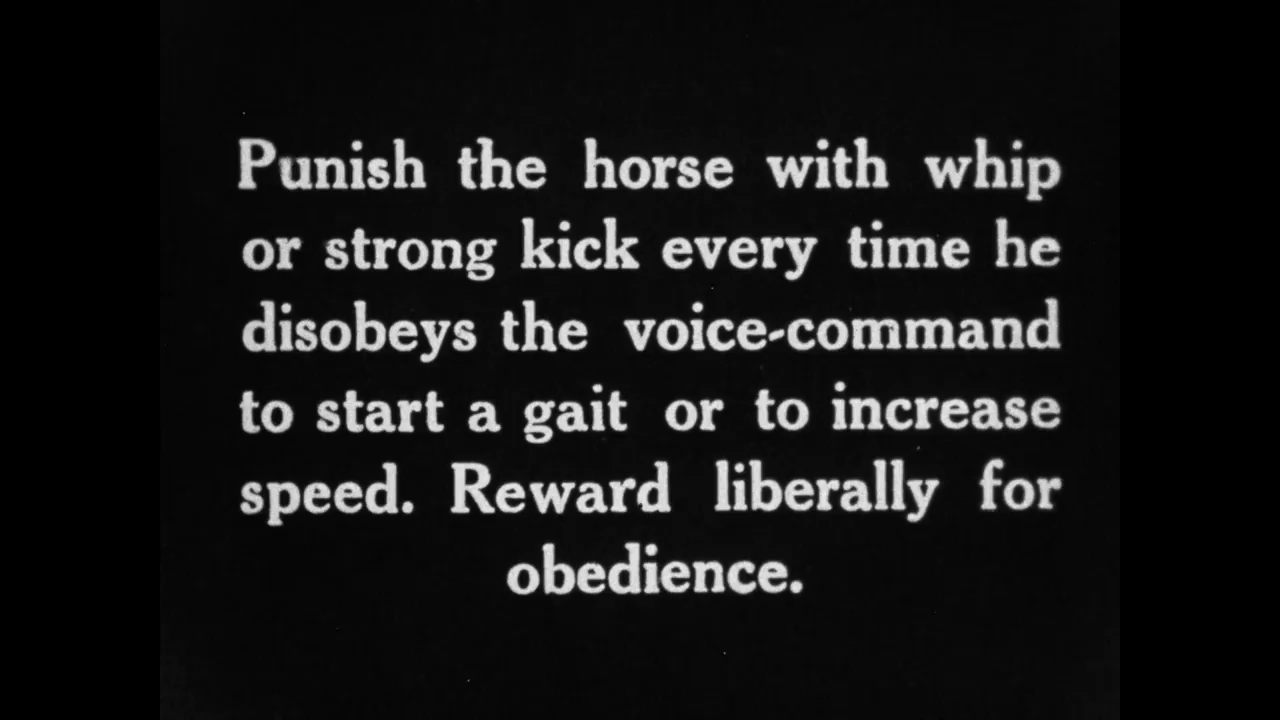 Punish the horse with whip
or strong kick every time he
disobeys the voice-command
to start a gait or to increase
speed. Reward liberally for
obedience.